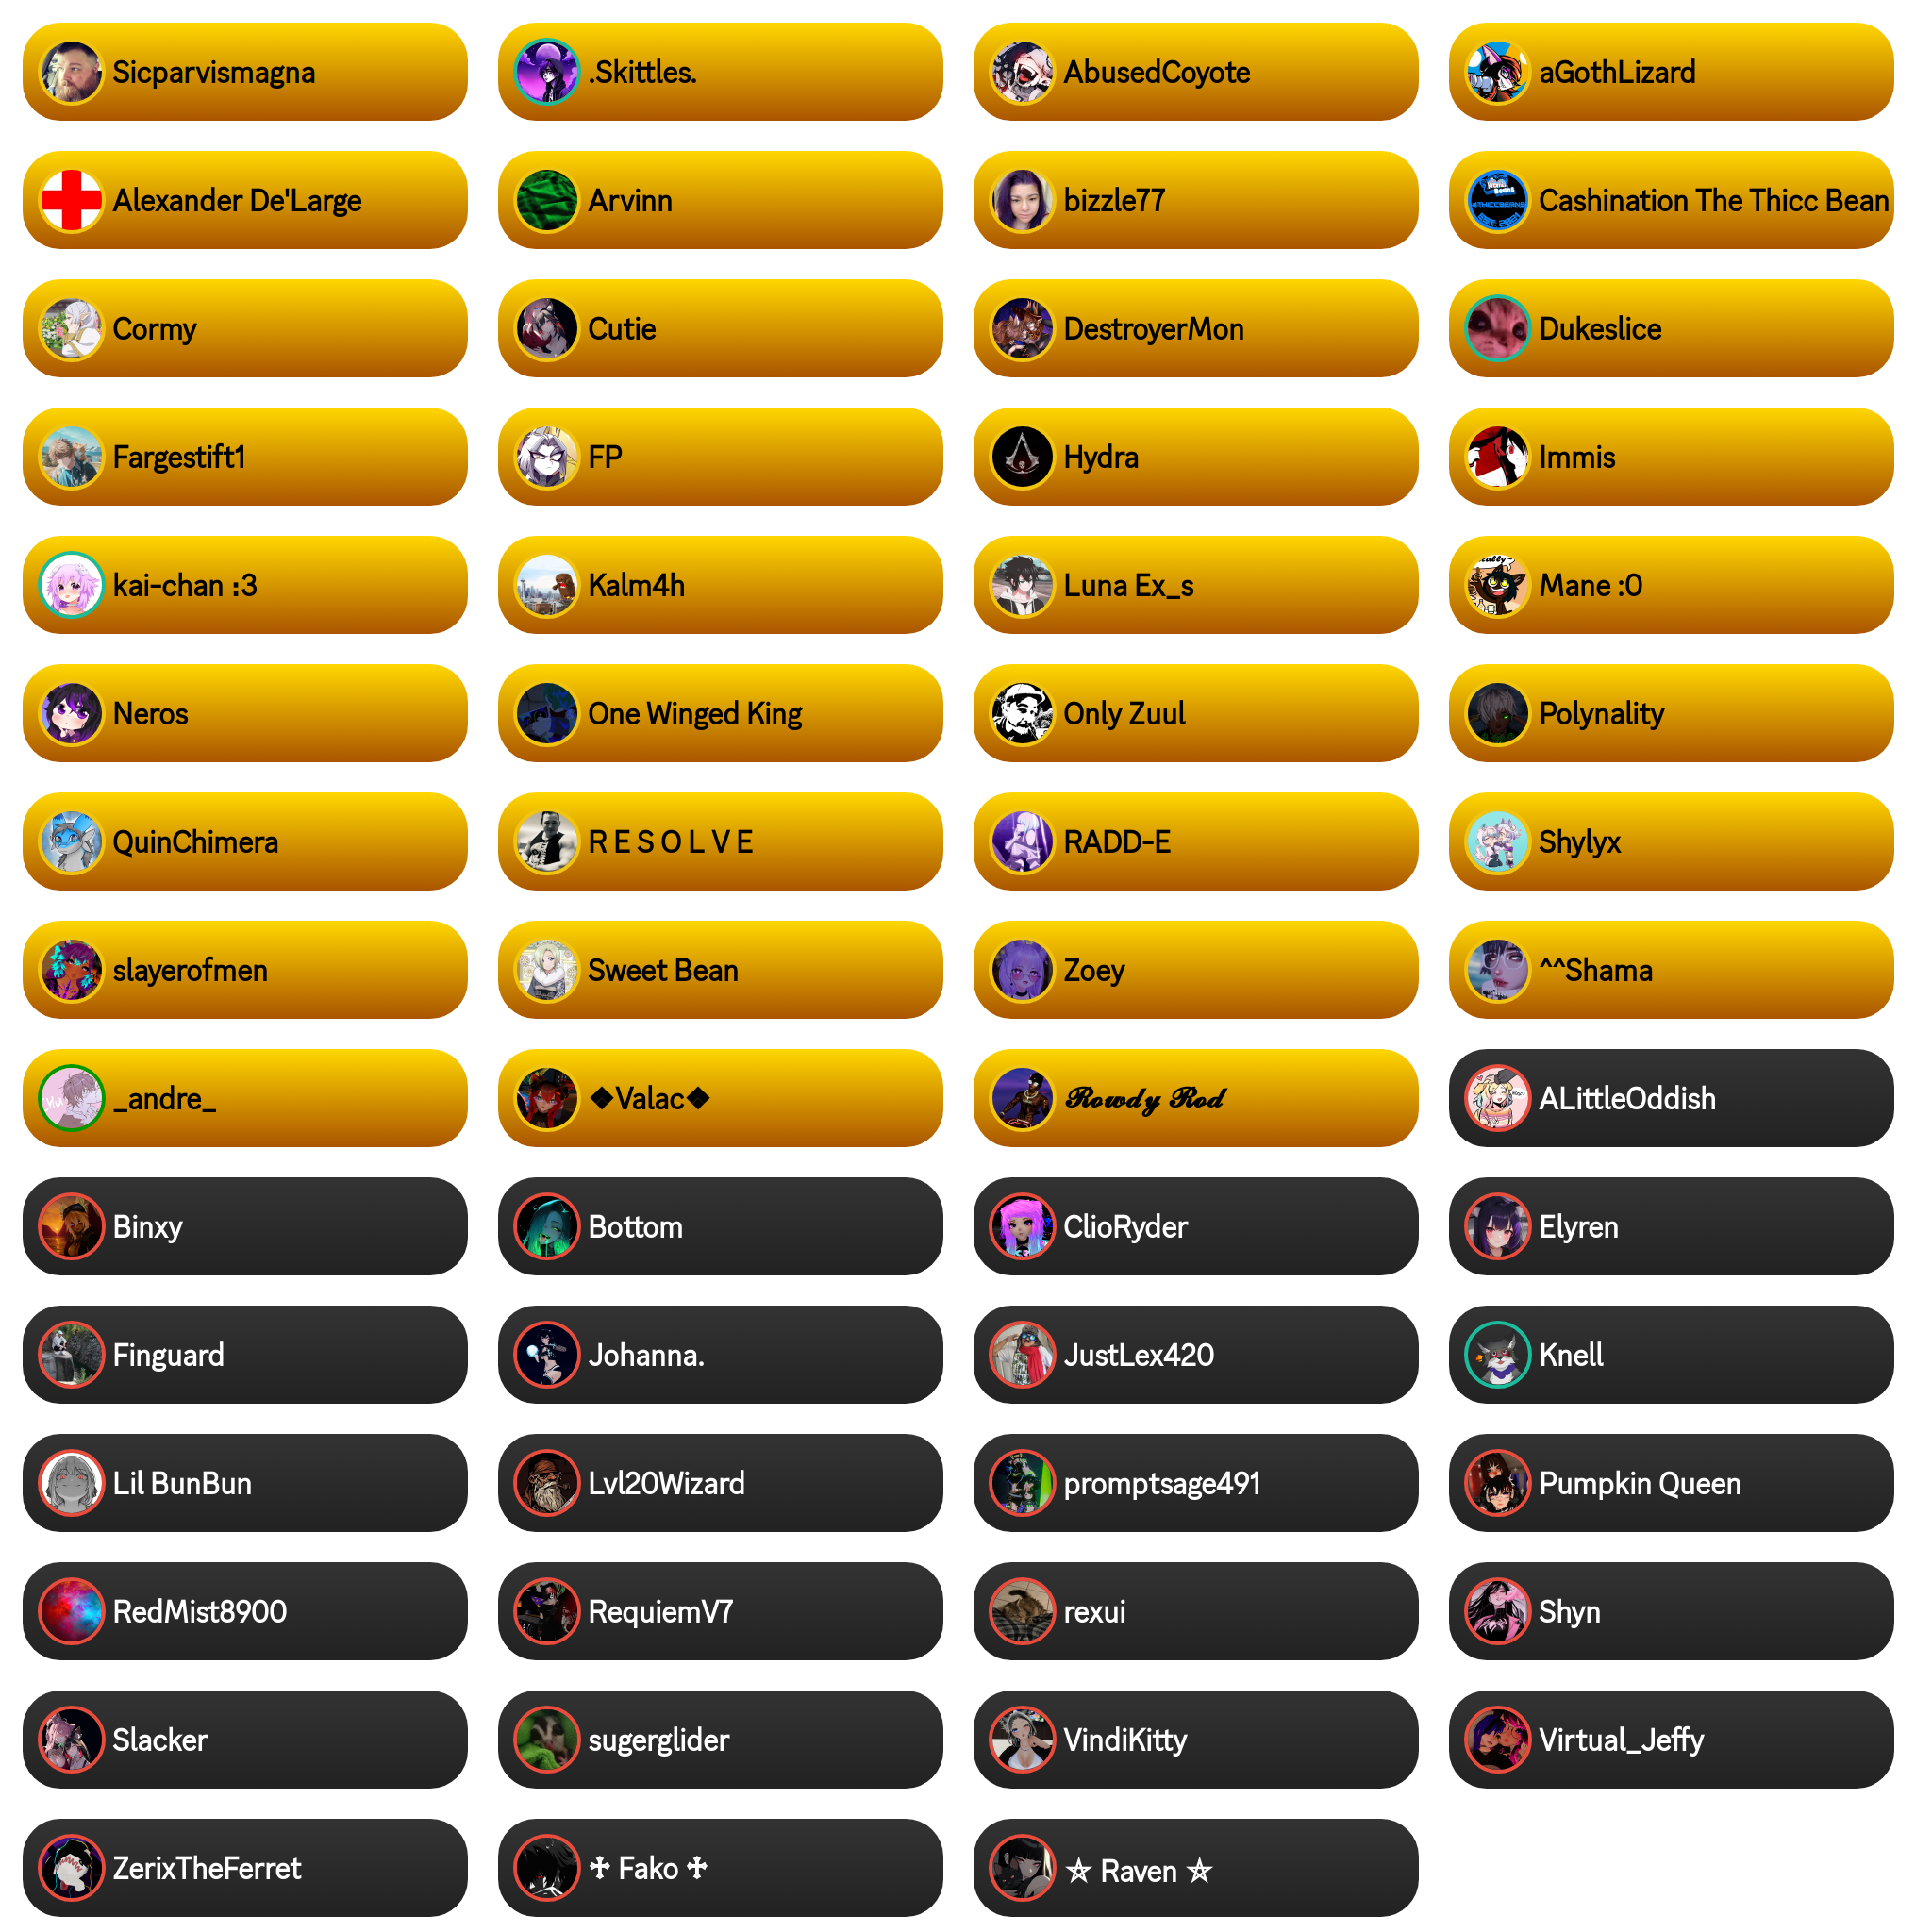 Sicparvismagna
.Skittles.
AbusedCoyote
aGothLizard
Alexander De'Large
Arvinn
bizzle77
Cashination The Thicc Bean
Cormy
Cutie
DestroyerMon
Dukeslice
Fargestift1
FP
Hydra
Immis
kai-chan :3
Kalm4h
Luna Ex_s
Mane :0
Neros
One Winged King
Only Zuul
Polynality
QuinChimera
R E S O L V E
RADD-E
Shylyx
slayerofmen
Sweet Bean
Zoey
^^Shama
_andre_
❖Valac❖
𝓡𝓸𝔀𝓭𝔂 𝓡𝓸𝓭
ALittleOddish
Binxy
Bottom
ClioRyder
Elyren
Finguard
Johanna.
JustLex420
Knell
Lil BunBun
Lvl20Wizard
promptsage491
Pumpkin Queen
RedMist8900
RequiemV7
rexui
Shyn
Slacker
sugerglider
VindiKitty
Virtual_Jeffy
ZerixTheFerret
♱ Fako ♱
⛤ Raven ⛤